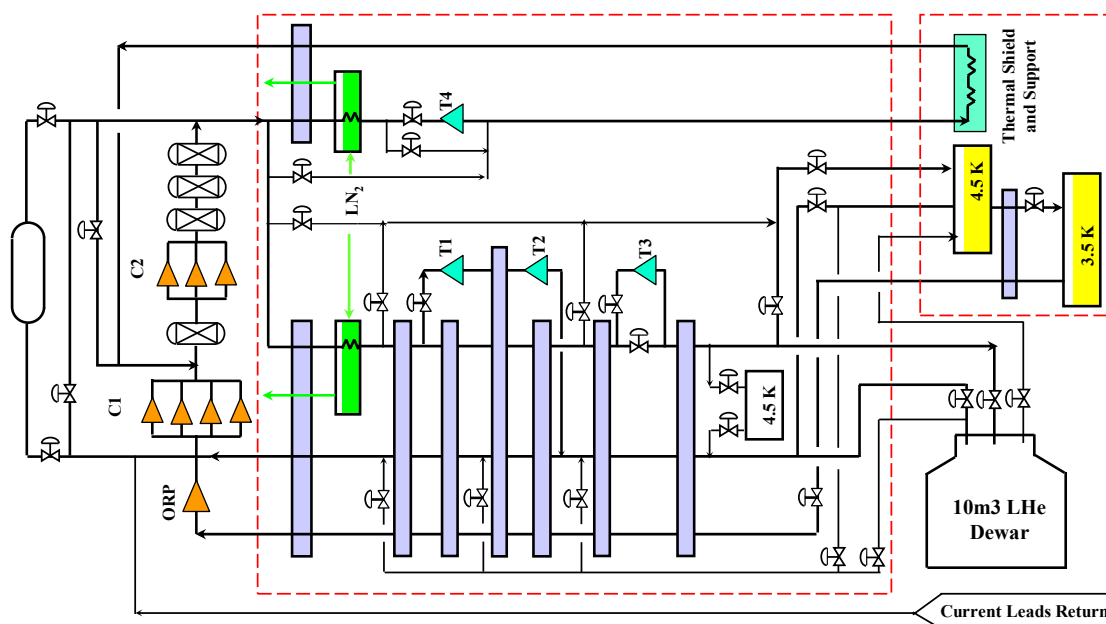 T4
Thermal Shield
and Support
LN2
4.5 K
3.5 K
C2
T1
T2
T3
C1
4.5 K
ORP
10m3 LHe
Dewar
Current Leads Return